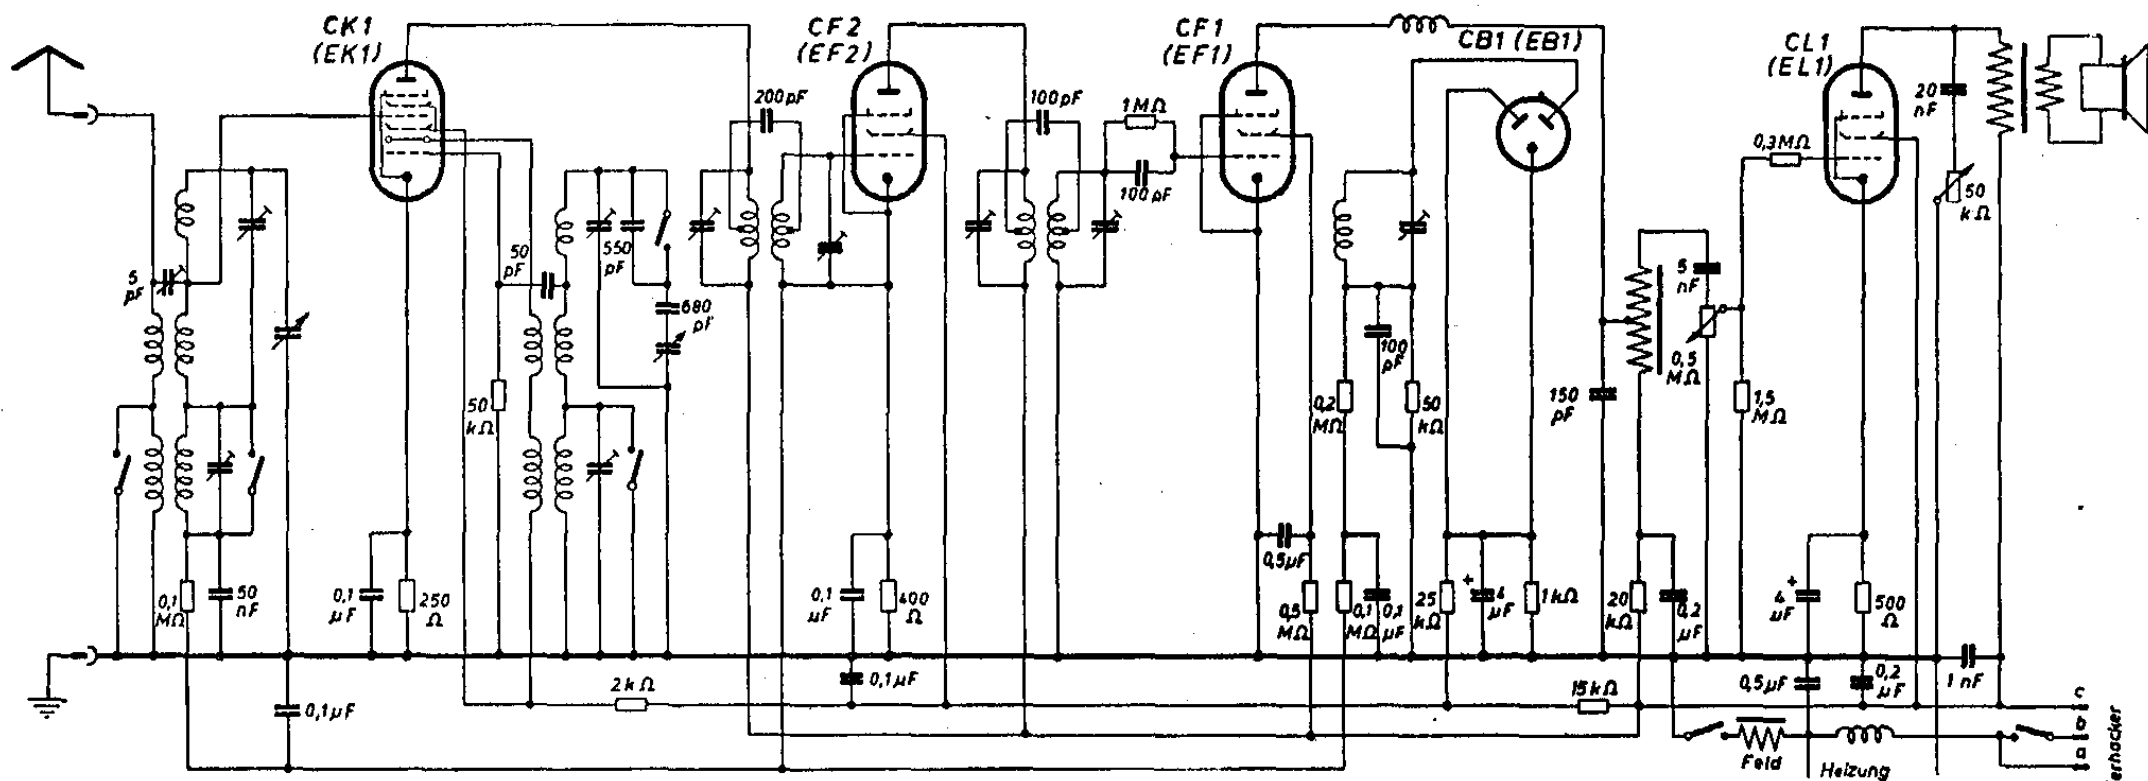 CK1
(EK1)
CF2
(EF2)
CF1
(EF1)
CB1 (EB1)
CL1
(EL1)
200pF
100pF
1MΩ
100pF
20
nF
0,3MΩ
50
kΩ
5
pF
50
pF
550
pF
680
pF
50
kΩ
100
pF
0,2
MΩ
50
kΩ
150
pF
5
nF
0,5
MΩ
1,5
MΩ
0,1
MΩ
50
nF
0,1
µF
250
Ω
0,1
µF
400
Ω
0,5µF
0,5
MΩ
0,1
MΩ
0,1
µF
25
kΩ
+
4
µF
1kΩ
20
kΩ
0,2
µF
+
4
µF
500
Ω
0,1µF
2kΩ
0,1µF
15kΩ
0,5µF
0,2
µF
1nF
c
b
a
erhacker
Feld
Heizung